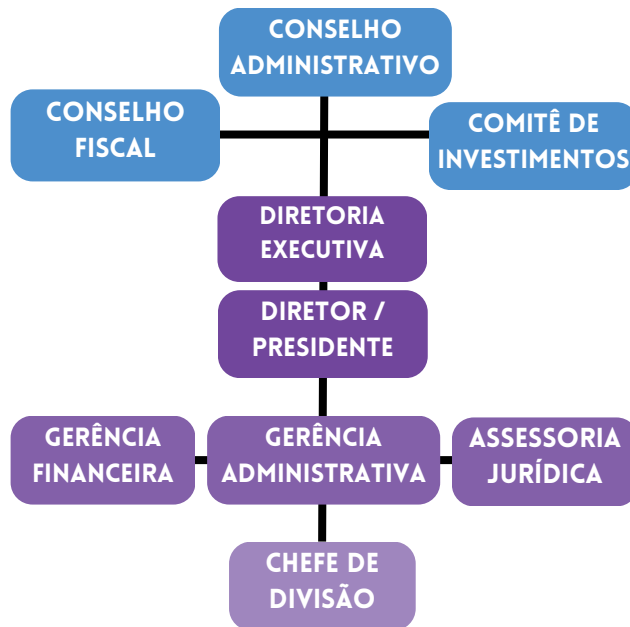 CONSELHO
ADMINISTRATIVO
CONSELHO
FISCAL
COMITÊ DE
INVESTIMENTOS
DIRETORIA
EXECUTIVA
DIRETOR /
PRESIDENTE
GERÊNCIA
FINANCEIRA
GERÊNCIA
ADMINISTRATIVA
ASSESSORIA
JURÍDICA
CHEFE DE
DIVISÃO